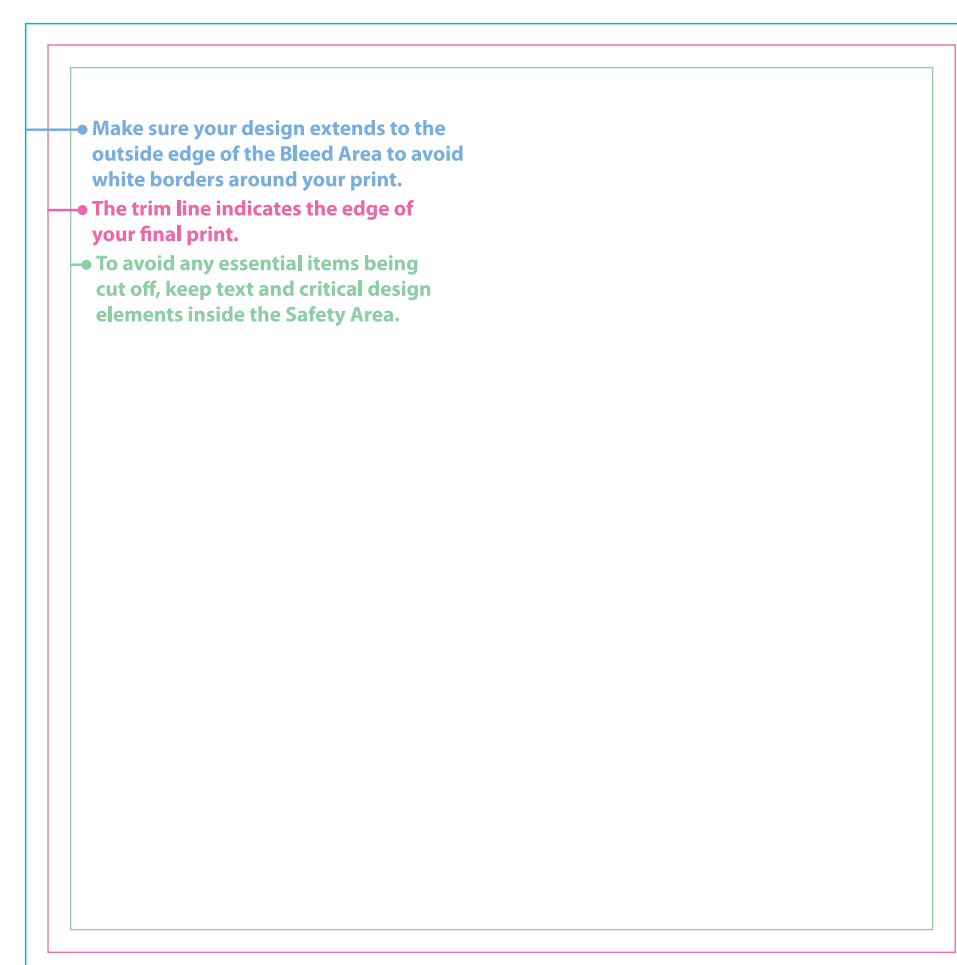 Make sure your design extends to the
outside edge of the Bleed Area to avoid
white borders around your print.
The trim line indicates the edge of
your final print.
To avoid any essential items being
cut off, keep text and critical design
elements inside the Safety Area.